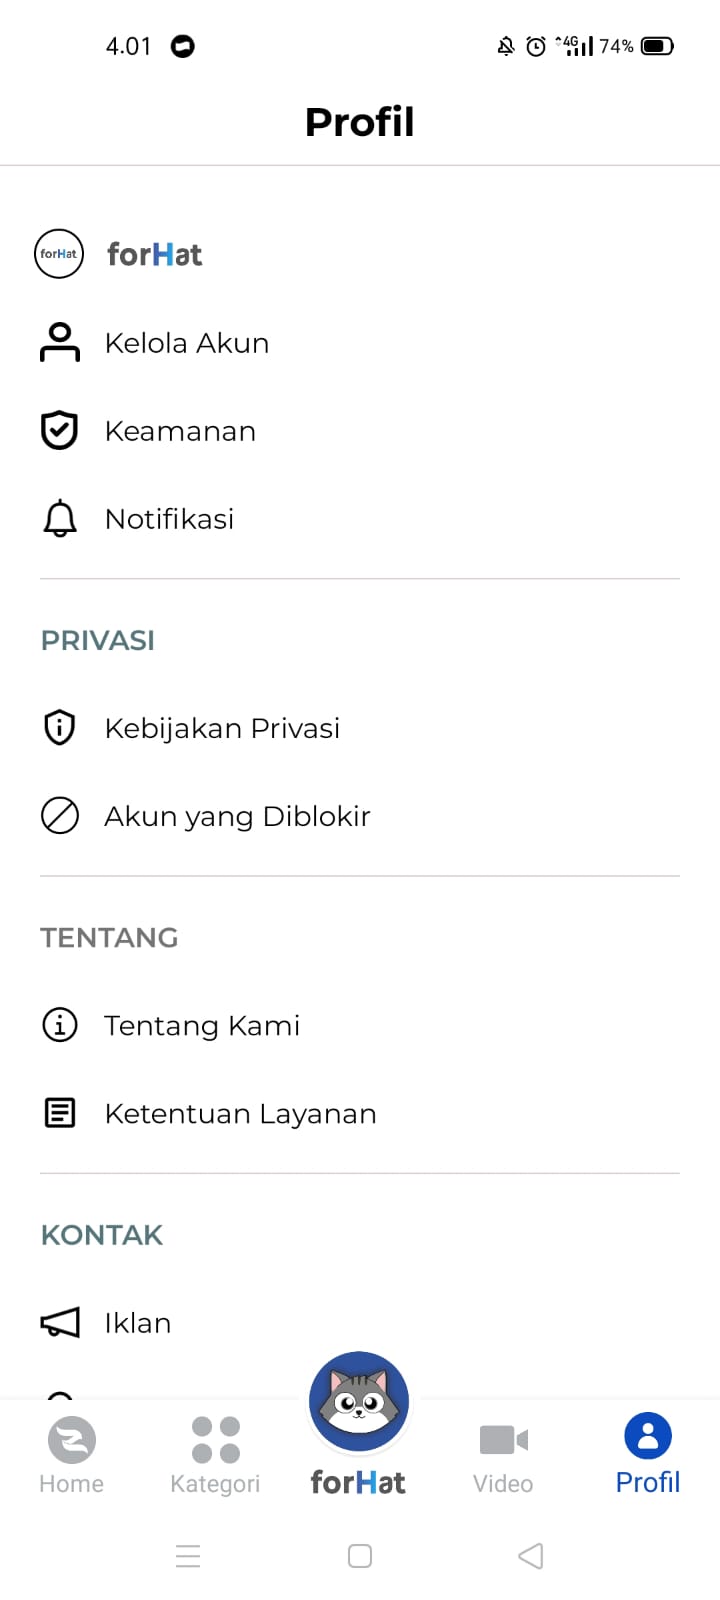 4.01 4G 74%
Profil
forHat forHat
Kelola Akun
Keamanan
Notifikasi
PRIVASI
Kebijakan Privasi
Akun yang Diblokir
TENTANG
Tentang Kami
Ketentuan Layanan
KONTAK
Iklan
Home Kategori forHat Video Profil